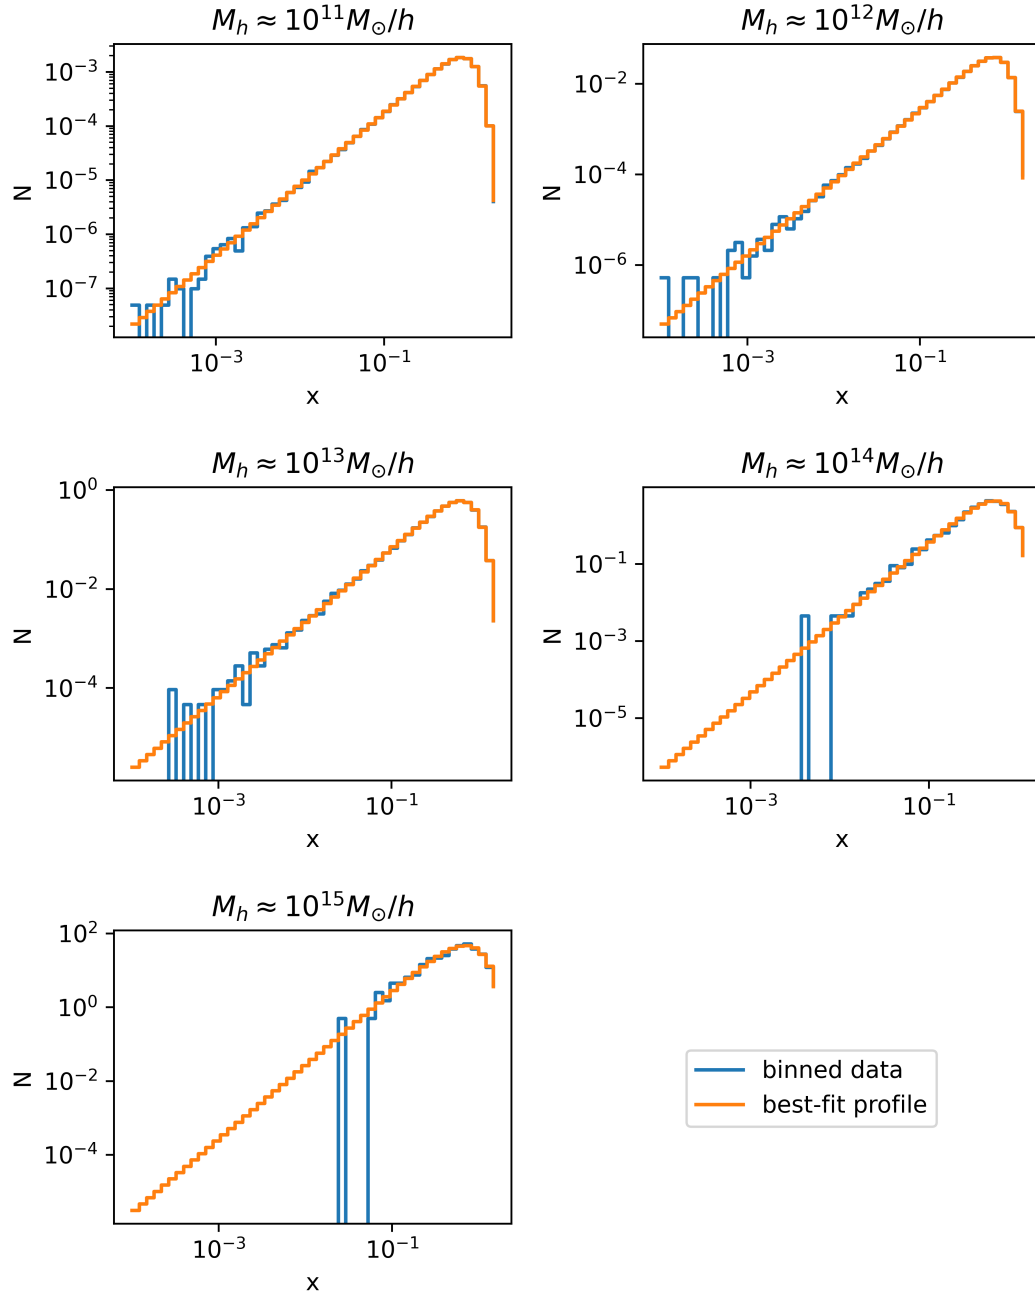 M_h ≈ 10^11 M_⊙/h
10^-3
10^-4
10^-5
10^-6
10^-7
N
10^-3 10^-1
x
M_h ≈ 10^12 M_⊙/h
10^-2
10^-4
10^-6
N
10^-3 10^-1
x
M_h ≈ 10^13 M_⊙/h
10^0
10^-2
10^-4
N
10^-3 10^-1
x
M_h ≈ 10^14 M_⊙/h
10^-1
10^-3
10^-5
N
10^-3 10^-1
x
M_h ≈ 10^15 M_⊙/h
10^2
10^0
10^-2
10^-4
N
10^-3 10^-1
x
binned data
best-fit profile